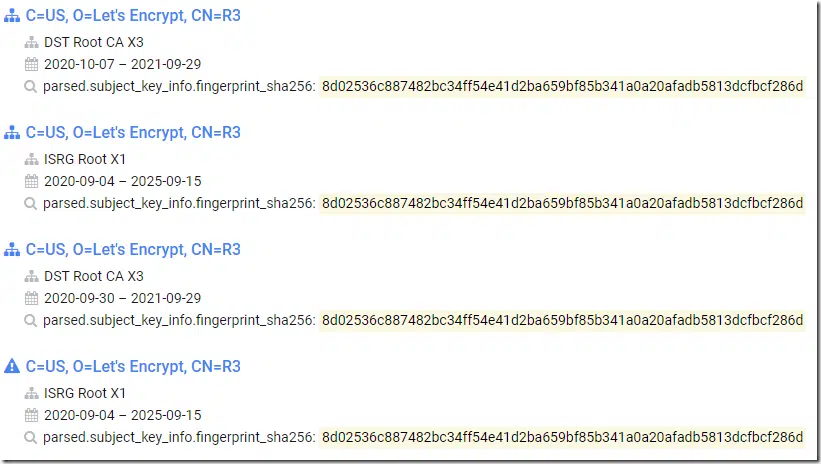 C=US, O=Let's Encrypt, CN=R3
DST Root CA X3
2020-10-07 – 2021-09-29
parsed.subject_key_info.fingerprint_sha256: 8d02536c887482bc34ff54e41d2ba659bf85b341a0a20afadb5813dcfbcf286d
C=US, O=Let's Encrypt, CN=R3
ISRG Root X1
2020-09-04 – 2025-09-15
parsed.subject_key_info.fingerprint_sha256: 8d02536c887482bc34ff54e41d2ba659bf85b341a0a20afadb5813dcfbcf286d
C=US, O=Let's Encrypt, CN=R3
DST Root CA X3
2020-09-30 – 2021-09-29
parsed.subject_key_info.fingerprint_sha256: 8d02536c887482bc34ff54e41d2ba659bf85b341a0a20afadb5813dcfbcf286d
C=US, O=Let's Encrypt, CN=R3
ISRG Root X1
2020-09-04 – 2025-09-15
parsed.subject_key_info.fingerprint_sha256: 8d02536c887482bc34ff54e41d2ba659bf85b341a0a20afadb5813dcfbcf286d